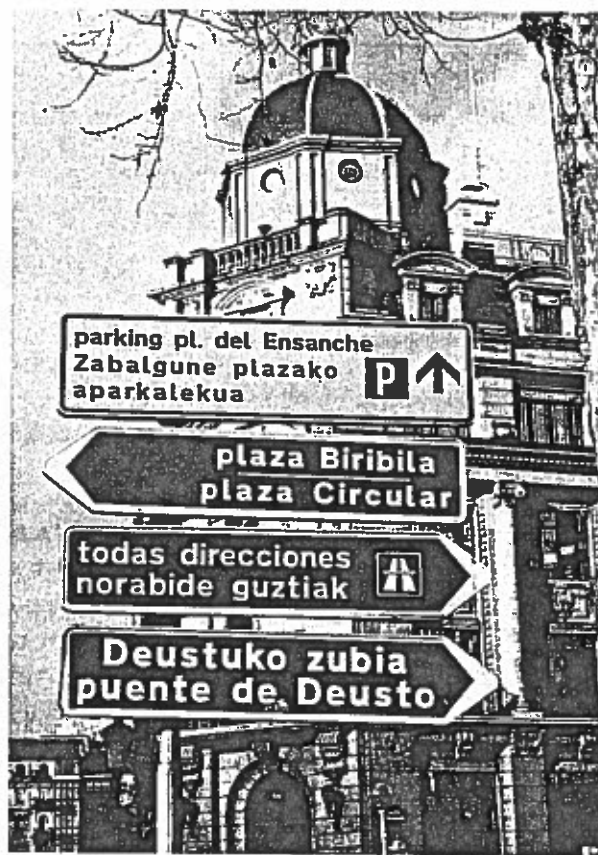 parking pl. del Ensanche
Zabalgune plazako
aparkalekua
P
plaza Biribila
plaza Circular
todas direcciones
norabide guztiak
Deustuko zubia
puente de Deusto